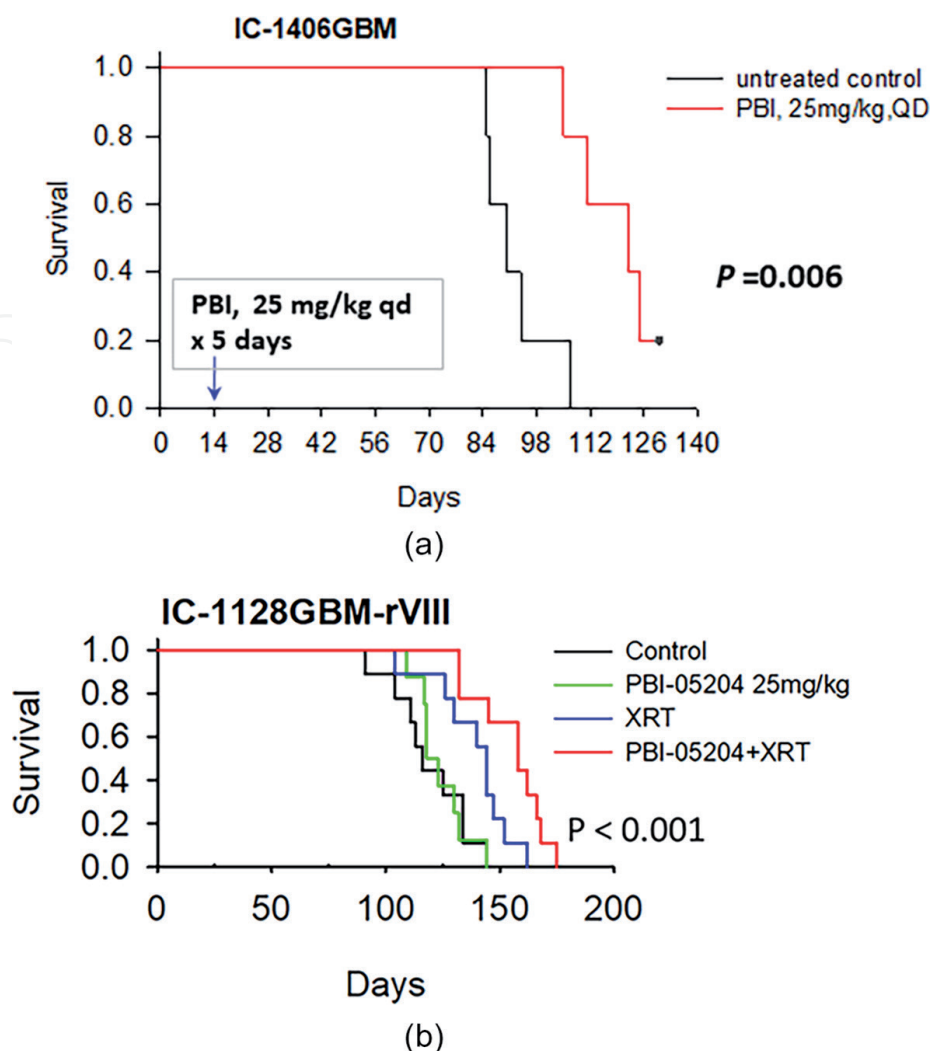 IC-1406GBM
1.0
0.8
0.6
0.4
0.2
0.0
Survival
untreated control
PBI, 25mg/kg,QD
P =0.006
PBI, 25 mg/kg qd
x 5 days
0 14 28 42 56 70 84 98 112 126 140
Days
(a)
IC-1128GBM-rVIII
1.0
0.8
0.6
0.4
0.2
0.0
Survival
Control
PBI-05204 25mg/kg
XRT
PBI-05204+XRT
P < 0.001
0 50 100 150 200
Days
(b)